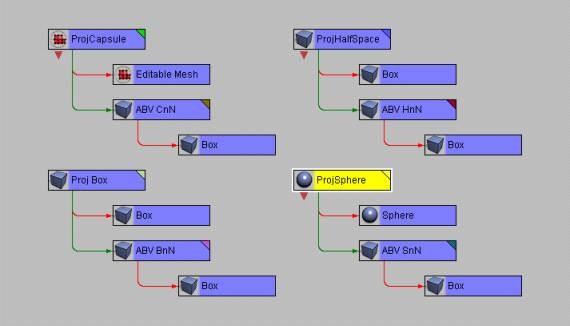 ProjCapsule
Editable Mesh
ABV CnN
Box
ProjHalfSpace
Box
ABV HnN
Box
Proj Box
Box
ABV BnN
Box
ProjSphere
Sphere
ABV SnN
Box